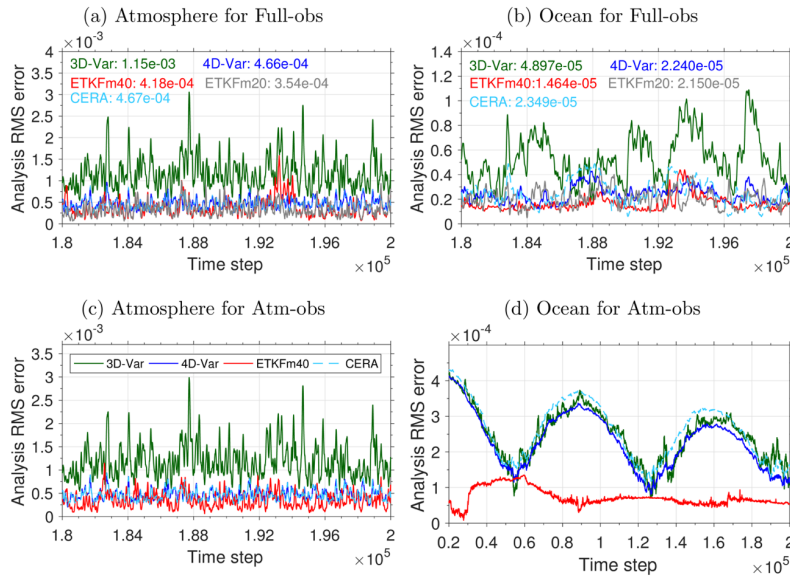 (a) Atmosphere for Full-obs
×10-3
3D-Var: 1.15e-03 4D-Var: 4.66e-04
ETKFm40: 4.18e-04 ETKFm20: 3.54e-04
CERA: 4.67e-04
Analysis RMS error
4
3.5
3
2.5
2
1.5
1
0.5
0
1.8 1.84 1.88 1.92 1.96 2
Time step ×10^5
(b) Ocean for Full-obs
×10-4
3D-Var: 4.897e-05 4D-Var: 2.240e-05
ETKFm40:1.464e-05 ETKFm20: 2.150e-05
CERA: 2.349e-05
Analysis RMS error
1.4
1.2
1
0.8
0.6
0.4
0.2
0
1.8 1.84 1.88 1.92 1.96 2
Time step ×10^5
(c) Atmosphere for Atm-obs
×10-3
3D-Var 4D-Var ETKFm40 CERA
Analysis RMS error
3.5
3
2.5
2
1.5
1
0.5
0
1.8 1.84 1.88 1.92 1.96 2
Time step ×10^5
(d) Ocean for Atm-obs
×10-4
Analysis RMS error
4
3
2
1
0
0.2 0.4 0.6 0.8 1 1.2 1.4 1.6 1.8 2
Time step ×10^5